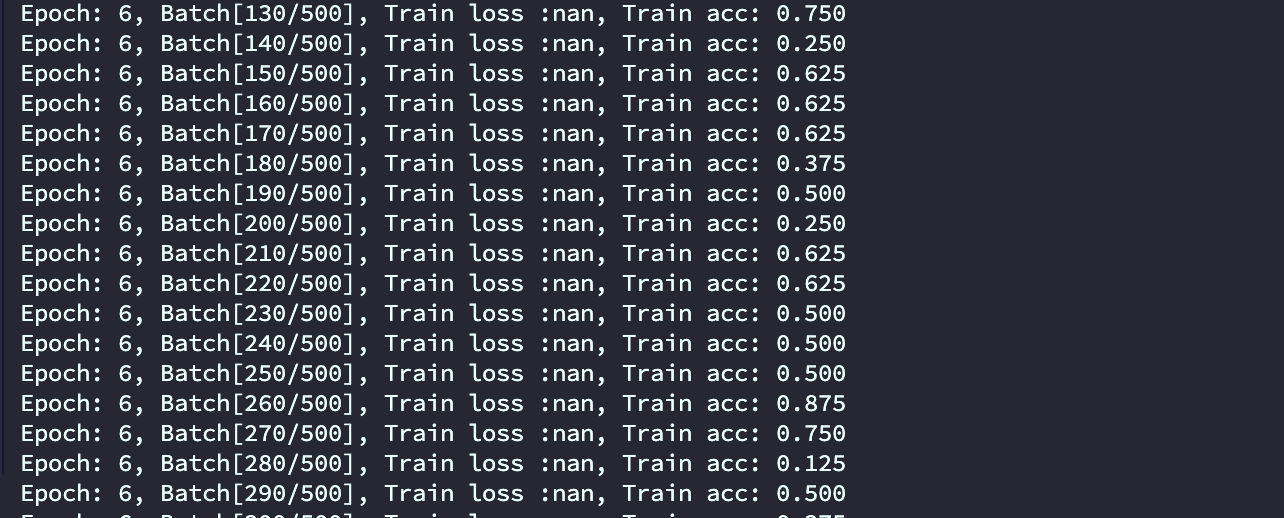 Epoch: 6, Batch[130/500], Train loss :nan, Train acc: 0.750
Epoch: 6, Batch[140/500], Train loss :nan, Train acc: 0.250
Epoch: 6, Batch[150/500], Train loss :nan, Train acc: 0.625
Epoch: 6, Batch[160/500], Train loss :nan, Train acc: 0.625
Epoch: 6, Batch[170/500], Train loss :nan, Train acc: 0.625
Epoch: 6, Batch[180/500], Train loss :nan, Train acc: 0.375
Epoch: 6, Batch[190/500], Train loss :nan, Train acc: 0.500
Epoch: 6, Batch[200/500], Train loss :nan, Train acc: 0.250
Epoch: 6, Batch[210/500], Train loss :nan, Train acc: 0.625
Epoch: 6, Batch[220/500], Train loss :nan, Train acc: 0.625
Epoch: 6, Batch[230/500], Train loss :nan, Train acc: 0.500
Epoch: 6, Batch[240/500], Train loss :nan, Train acc: 0.500
Epoch: 6, Batch[250/500], Train loss :nan, Train acc: 0.500
Epoch: 6, Batch[260/500], Train loss :nan, Train acc: 0.875
Epoch: 6, Batch[270/500], Train loss :nan, Train acc: 0.750
Epoch: 6, Batch[280/500], Train loss :nan, Train acc: 0.125
Epoch: 6, Batch[290/500], Train loss :nan, Train acc: 0.500